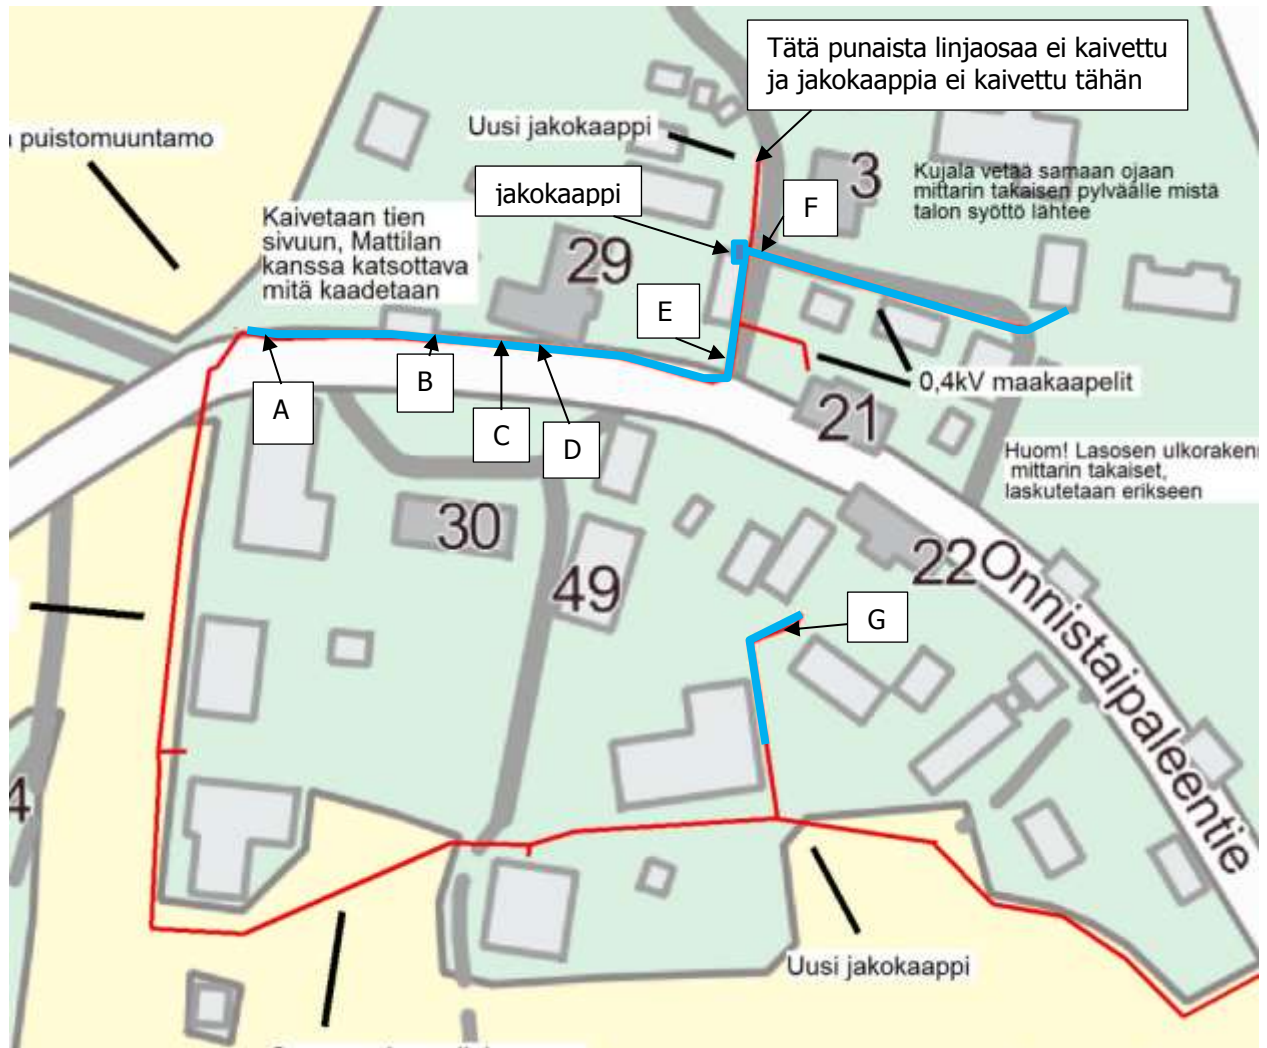 Tätä punaista linjaosaa ei kaivettu
ja jakokaappia ei kaivettu tähän
puistomuuntamo
Uusi jakokaappi
3
Kujala vetää samaan ojaan
mittarin takaisen pylväälle mistä
talon syöttö lähtee
jakokaappi
F
Kaivetaan tien
sivuun, Mattilan
kanssa katsottava
mitä kaadetaan
29
E
A
B
C
D
0,4kV maakaapelit
21
Huom! Lasosen
mittarin takaiset,
laskutetaan erikseen
30
49
22
Onnistaipaleentie
G
4
Uusi jakokaappi